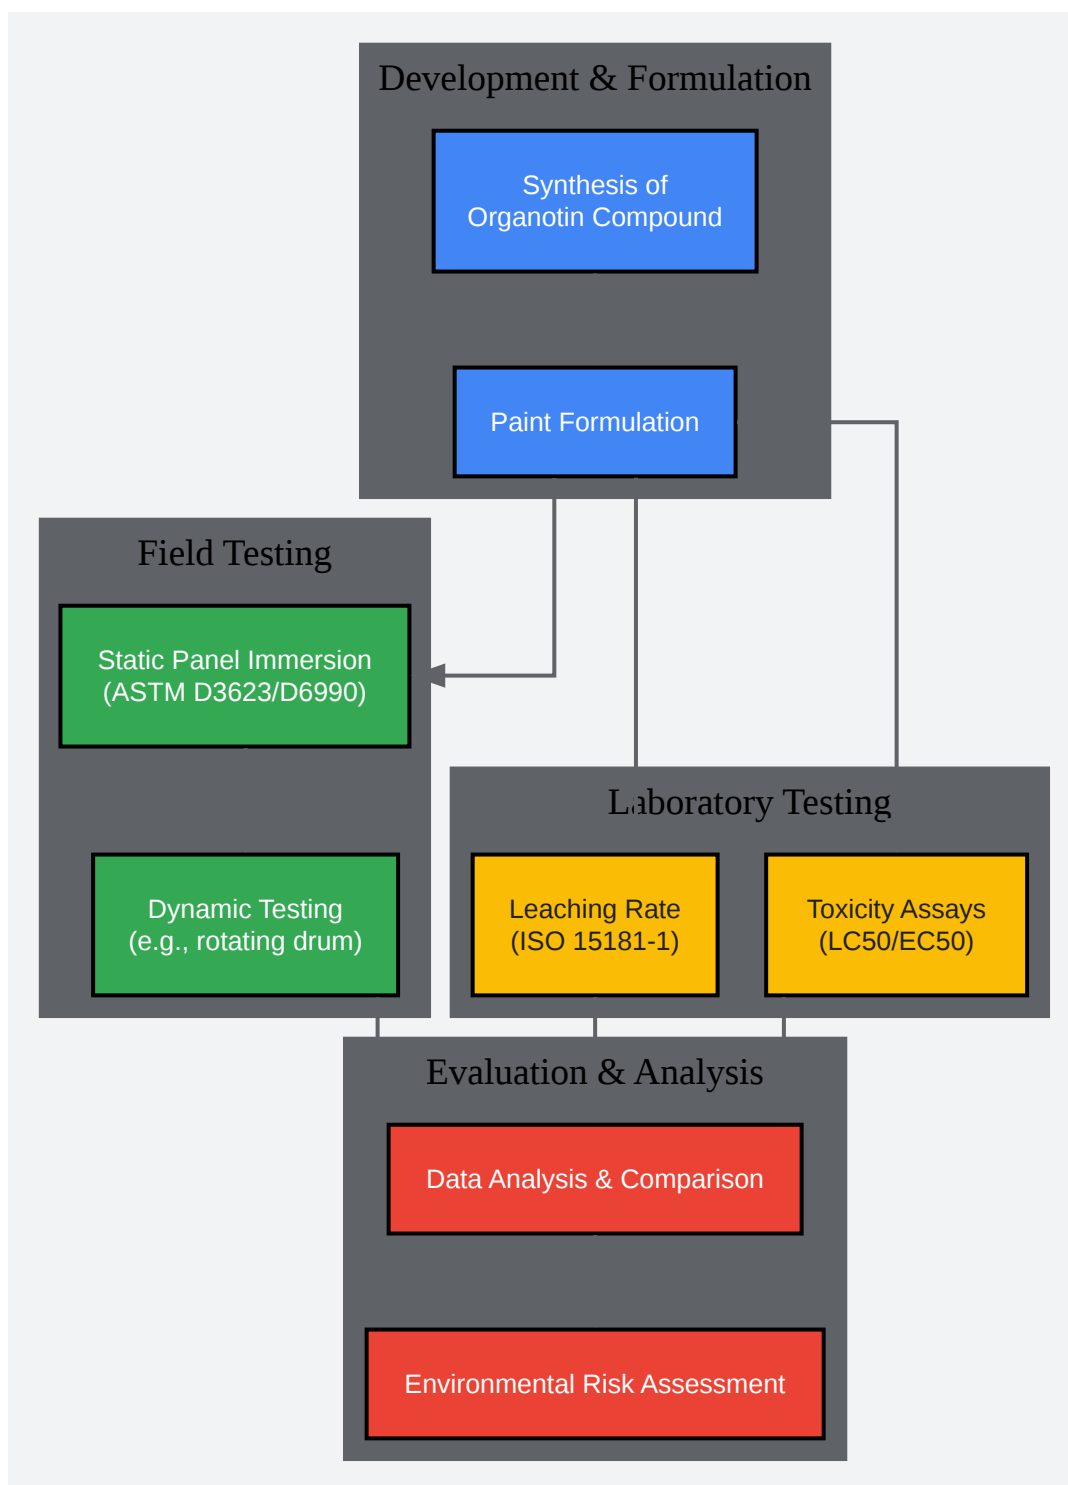 Development & Formulation
Synthesis of
Organotin Compound
Paint Formulation
Field Testing
Static Panel Immersion
(ASTM D3623/D6990)
Dynamic Testing
(e.g., rotating drum)
Laboratory Testing
Leaching Rate
(ISO 15181-1)
Toxicity Assays
(LC50/EC50)
Evaluation & Analysis
Data Analysis & Comparison
Environmental Risk Assessment